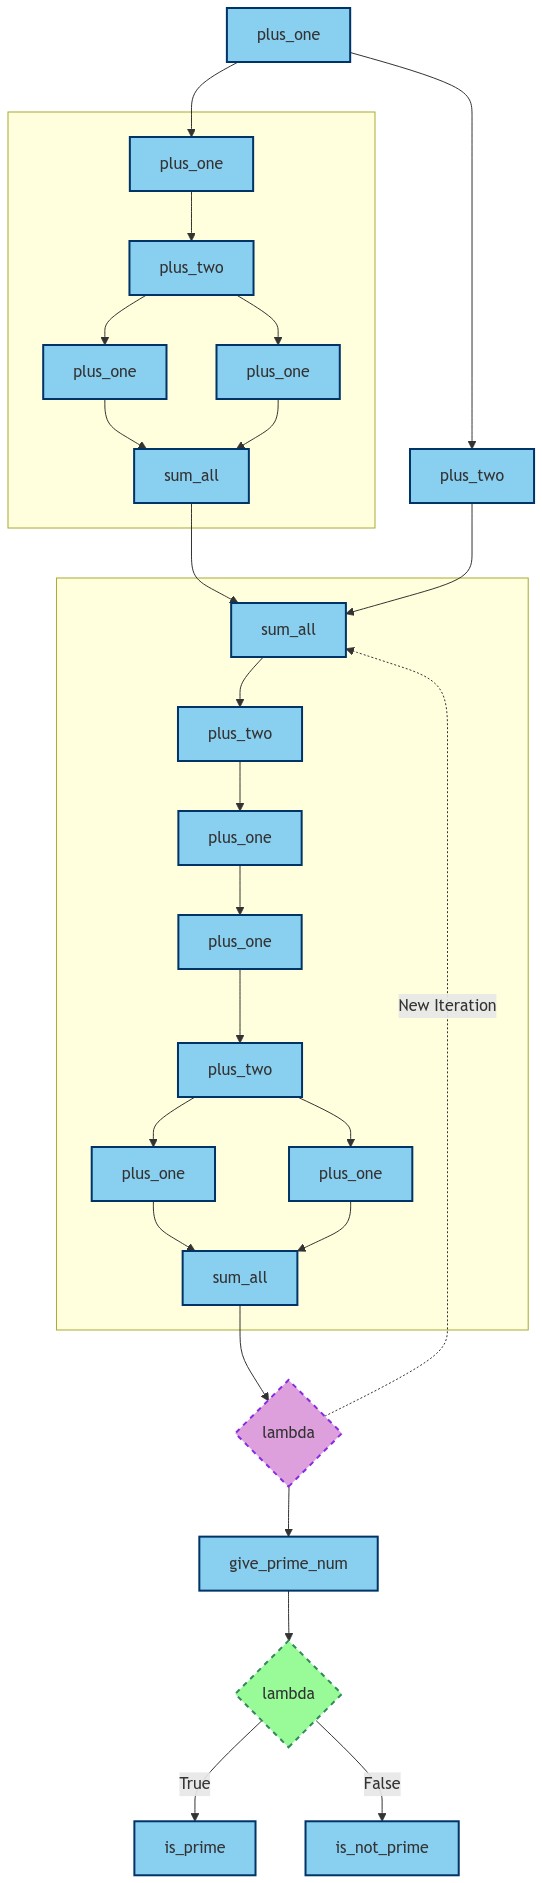 plus_one
plus_one
plus_two
plus_one
plus_one
sum_all
plus_two
sum_all
plus_two
plus_one
plus_one
New Iteration
plus_two
plus_one
plus_one
sum_all
lambda
give_prime_num
lambda
True
False
is_prime
is_not_prime